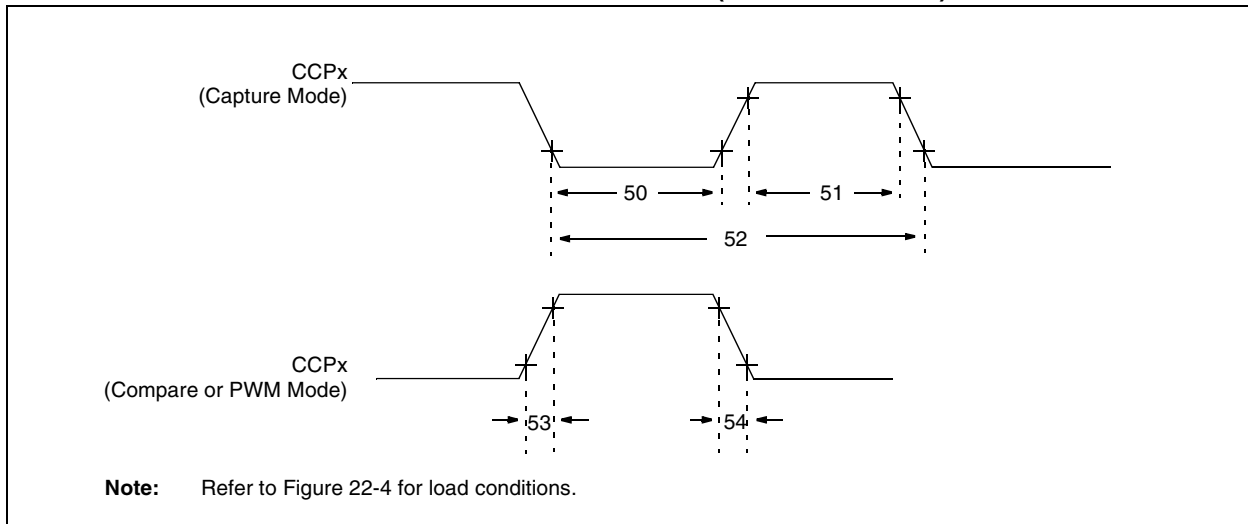 CCPx
(Capture Mode)
50
51
52
CCPx
(Compare or PWM Mode)
53
54
Note: Refer to Figure 22-4 for load conditions.